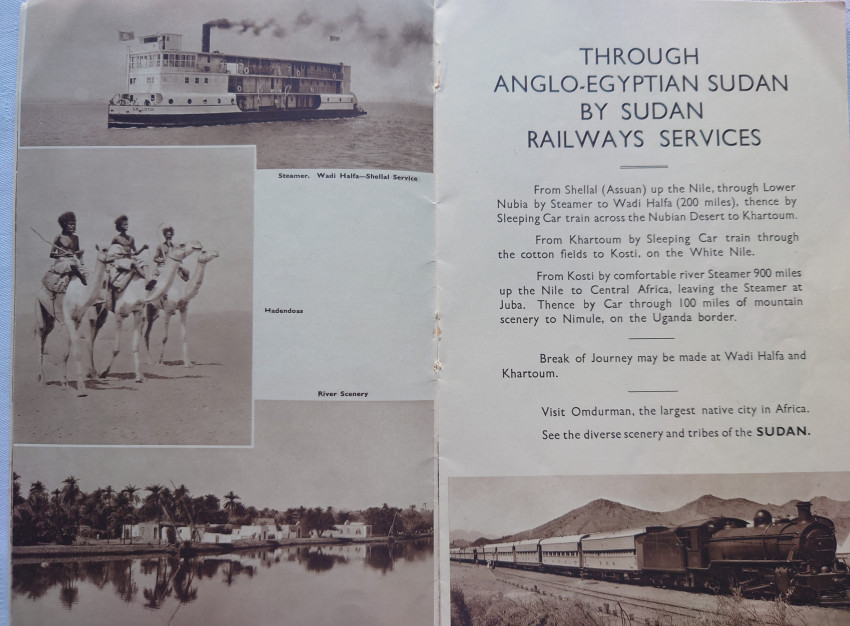 Steamer, Wadi Halfa—Shellal Service
Hadendoas
River Scenery
THROUGH
ANGLO-EGYPTIAN SUDAN
BY SUDAN
RAILWAYS SERVICES
From Shellal (Assuan) up the Nile, through Lower
Nubia by Steamer to Wadi Halfa (200 miles), thence by
Sleeping Car train across the Nubian Desert to Khartoum.
From Khartoum by Sleeping Car train through
the cotton fields to Kosti, on the White Nile.
From Kosti by comfortable river Steamer 900 miles
up the Nile to Central Africa, leaving the Steamer at
Juba. Thence by Car through 100 miles of mountain
scenery to Nimule, on the Uganda border.
Break of Journey may be made at Wadi Halfa and
Khartoum.
Visit Omdurman, the largest native city in Africa.
See the diverse scenery and tribes of the SUDAN.